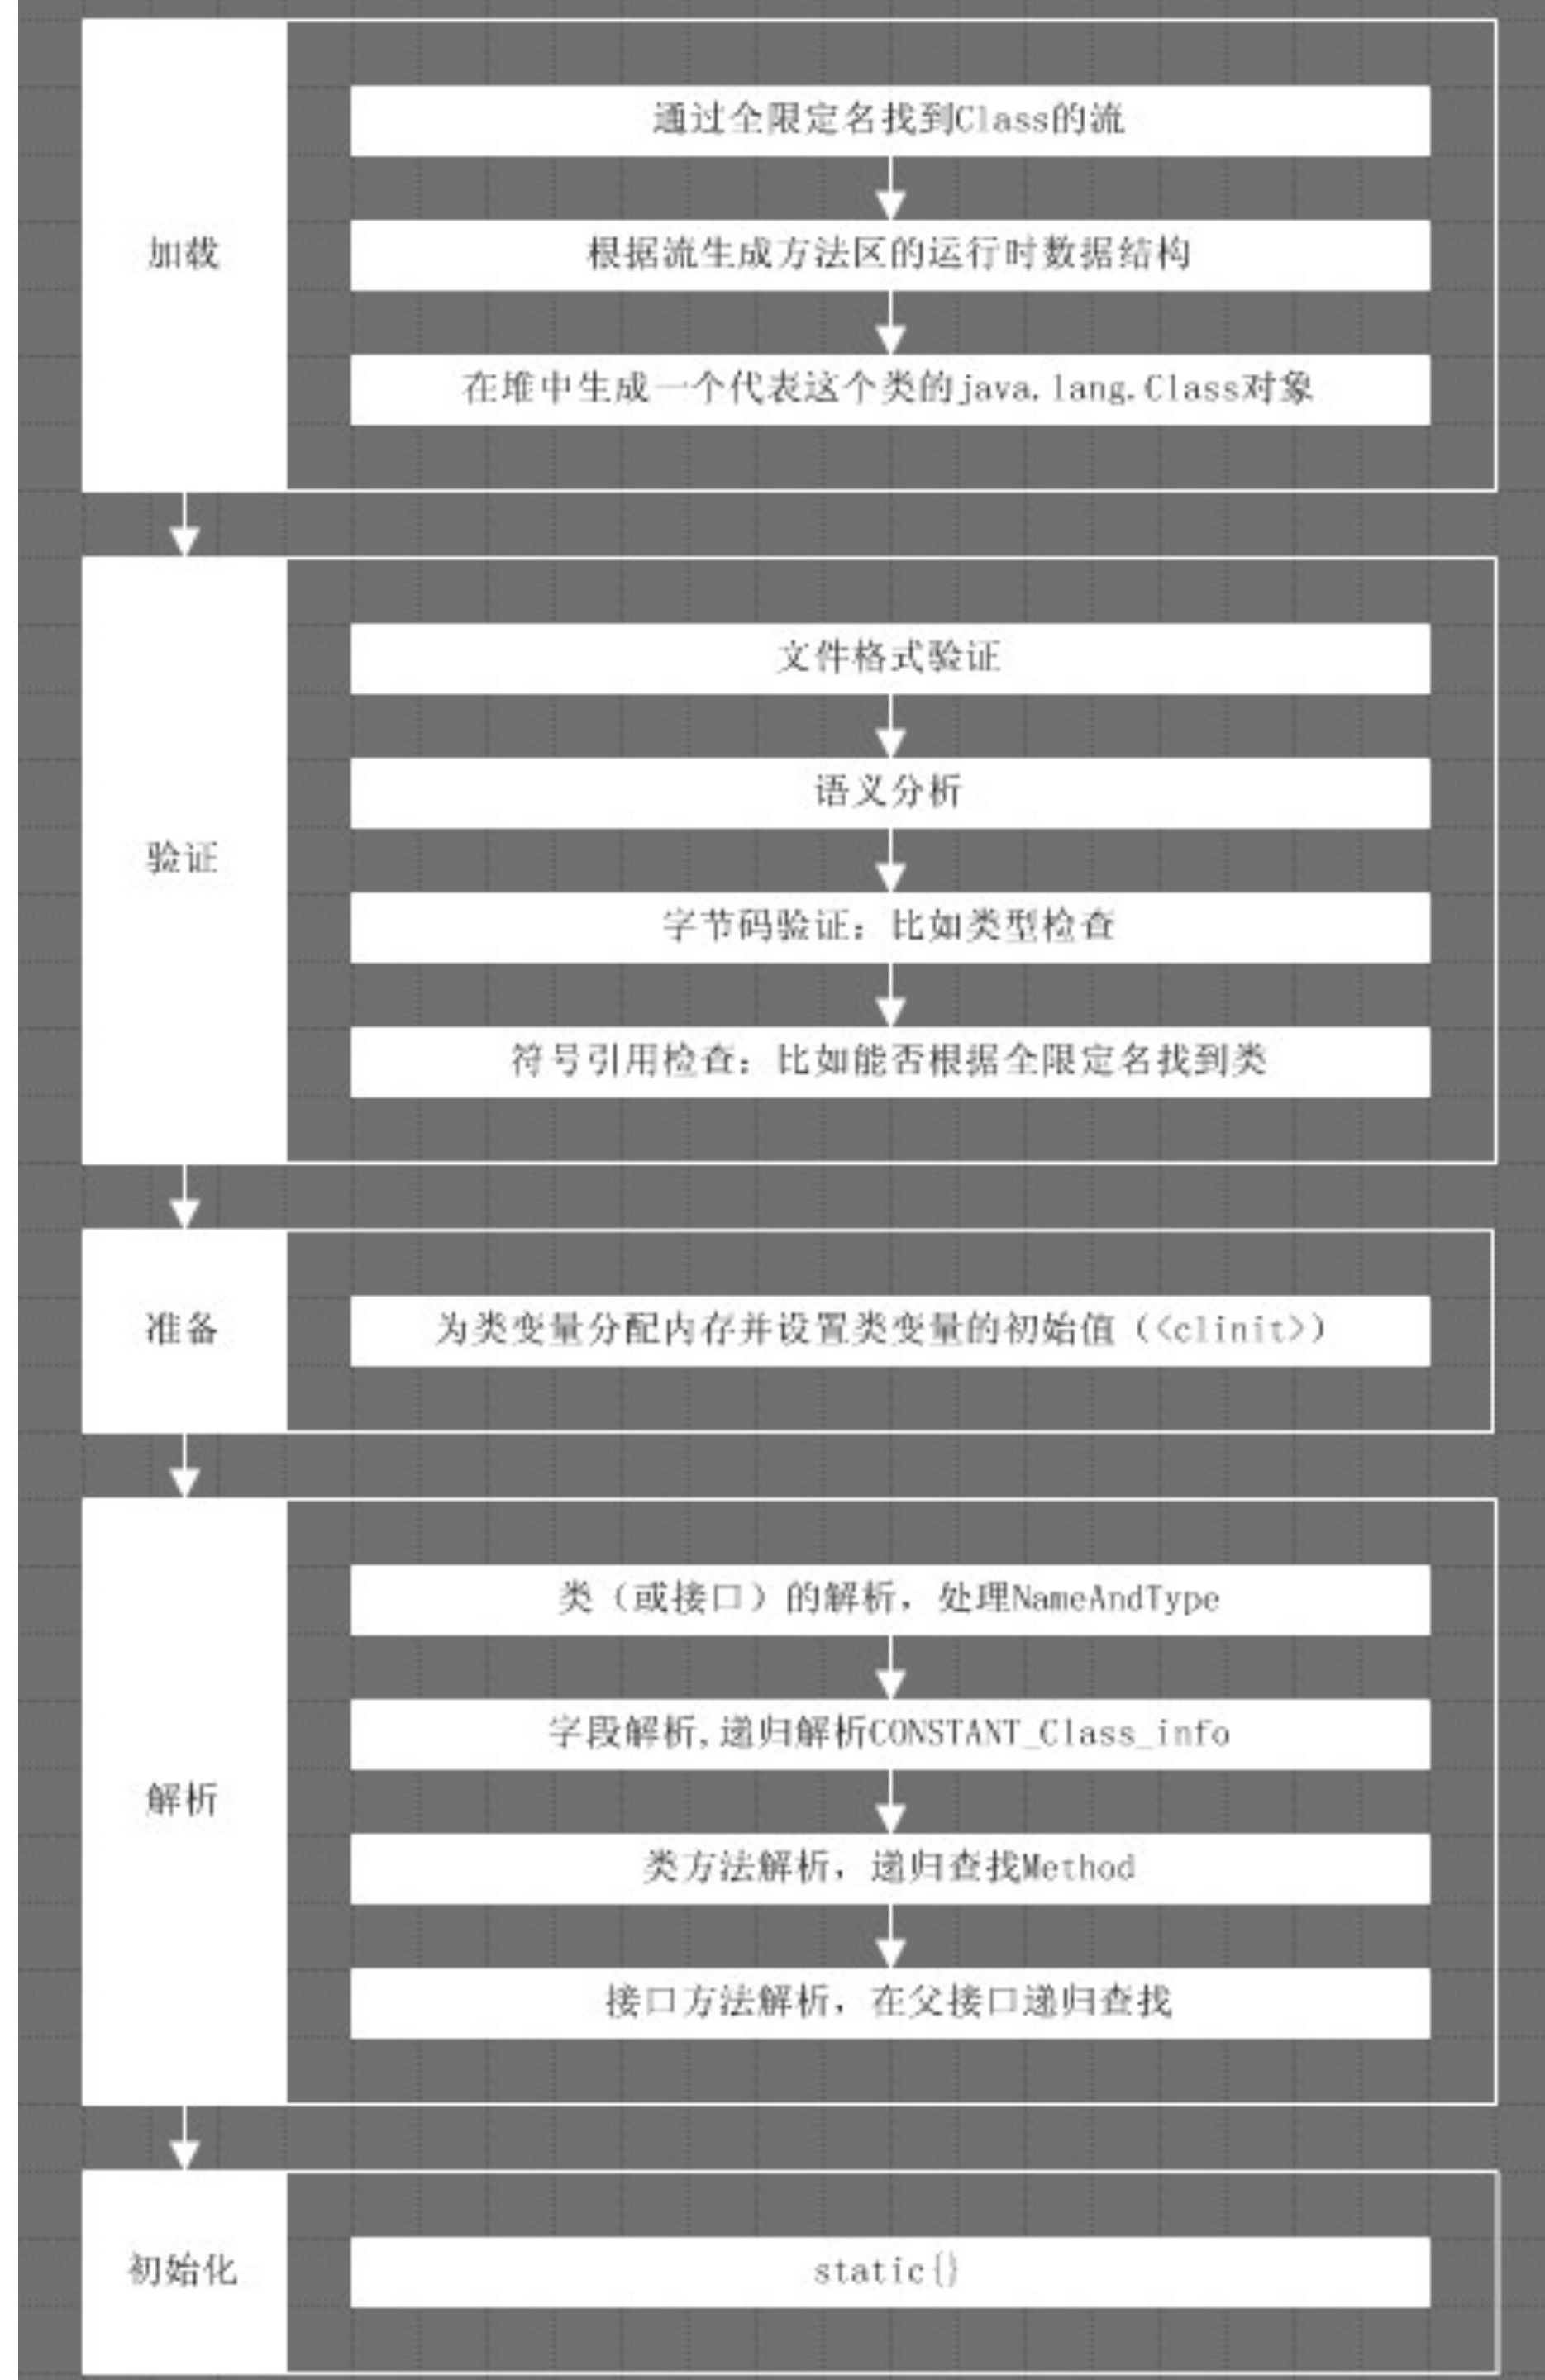 加载
通过全限定名找到Class的流
根据流生成方法区的运行时数据结构
在堆中生成一个代表这个类的java.lang.Class对象
验证
文件格式验证
语义分析
字节码验证：比如类型检查
符号引用检查：比如能否根据全限定名找到类
准备
为类变量分配内存并设置类变量的初始值（<clinit>）
解析
类（或接口）的解析，处理NameAndType
字段解析,递归解析CONSTANT_Class_info
类方法解析，递归查找Method
接口方法解析，在父接口递归查找
初始化
static{}